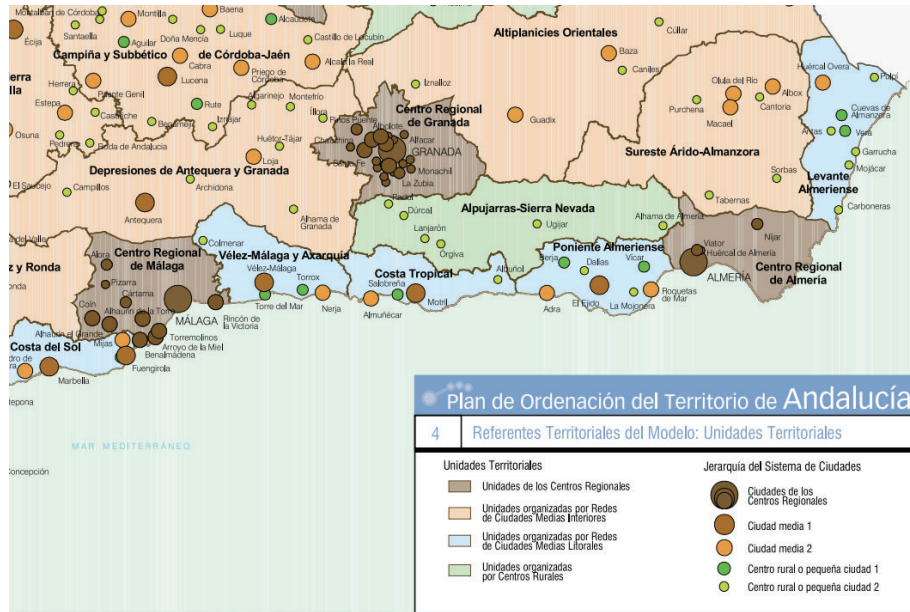 Montalbán de Córdoba
Montilla
Baena
Alcaudete
Santaella
Écija
Aguilar
Doña Mencía
Luque
Castillo de Locubín
Campiña y Subbético
de Córdoba-Jaén
Cabra
Lucena
Priego de
Córdoba
Alcalá la Real
Herrera
Puente Genil
Estepa
Casariche
Rute
Algarinejo
Montefrío
Osuna
Pedrera
Benamejí
Iznájar
Íllora
Roda de Andalucía
Huétor-Tájar
Loja
Altiplanicies Orientales
Cúllar
Baza
Caniles
Iznalloz
Guadix
Centro Regional
de Granada
Pinos Puente
Albolote
Alfacar
Churriana
GRANADA
Santa Fe
Monachil
La Zubia
Padul
Dúrcal
Huércal Overa
Pulpí
Olula del Río
Albox
Purchena
Cantoria
Macael
Cuevas de
Almanzora
Antas
Vera
Garrucha
Mojácar
Sureste Árido-Almanzora
Levante
Almeriense
Sorbas
Tabernas
Carboneras
Depresiones de Antequera y Granada
El Saucejo
Campillos
Archidona
Antequera
Alhama de
Granada
Alpujarras-Sierra Nevada
Lanjarón
Órgiva
Ugijar
Alhama de Almería
Centro Regional
de Málaga
Colmenar
Vélez-Málaga y Axarquía
Vélez-Málaga
Torrox
Torre del Mar
Nerja
Costa Tropical
Salobreña
Almuñécar
Motril
Albuñol
Poniente Almeriense
Berja
Dalías
Vícar
Adra
El Ejido
La Mojonera
Roquetas
de Mar
Viator
Huércal de Almería
Níjar
ALMERÍA
Centro Regional
de Almería
z y Ronda
Álora
Pizarra
Cártama
Coín
Alhaurín de la Torre
MÁLAGA
Rincón de
la Victoria
Alhaurín el Grande
Mijas
Torremolinos
Arroyo de la Miel
Benalmádena
Fuengirola
Costa del Sol
Marbella
MAR MEDITERRÁNEO
Concepción
Plan de Ordenación del Territorio de Andalucía
4 Referentes Territoriales del Modelo: Unidades Territoriales
Unidades Territoriales
Unidades de los Centros Regionales
Unidades organizadas por Redes
de Ciudades Medias Interiores
Unidades organizadas por Redes
de Ciudades Medias Litorales
Unidades organizadas
por Centros Rurales
Jerarquía del Sistema de Ciudades
Ciudades de los
Centros Regionales
Ciudad media 1
Ciudad media 2
Centro rural o pequeña ciudad 1
Centro rural o pequeña ciudad 2